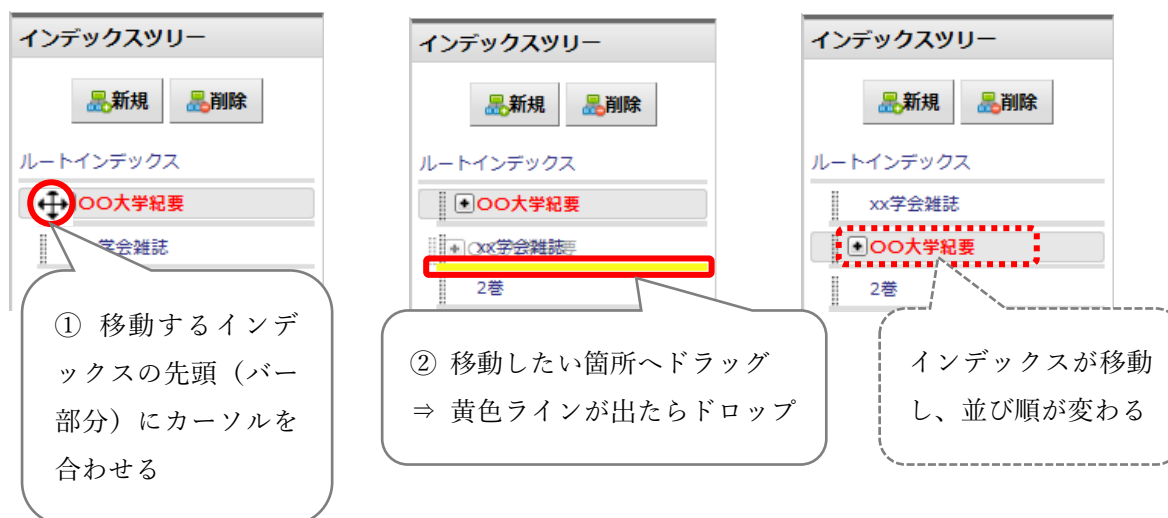 インデックスツリー
新規 削除
ルートインデックス
〇〇大学紀要
学会雑誌
① 移動するインデ
ックスの先頭（バー
部分）にカーソルを
合わせる
インデックスツリー
新規 削除
ルートインデックス
〇〇大学紀要
xx学会雑誌
2巻
② 移動したい箇所へドラッグ
⇒ 黄色ラインが出たらドロップ
インデックスツリー
新規 削除
ルートインデックス
xx学会雑誌
〇〇大学紀要
2巻
インデックスが移動
し、並び順が変わる